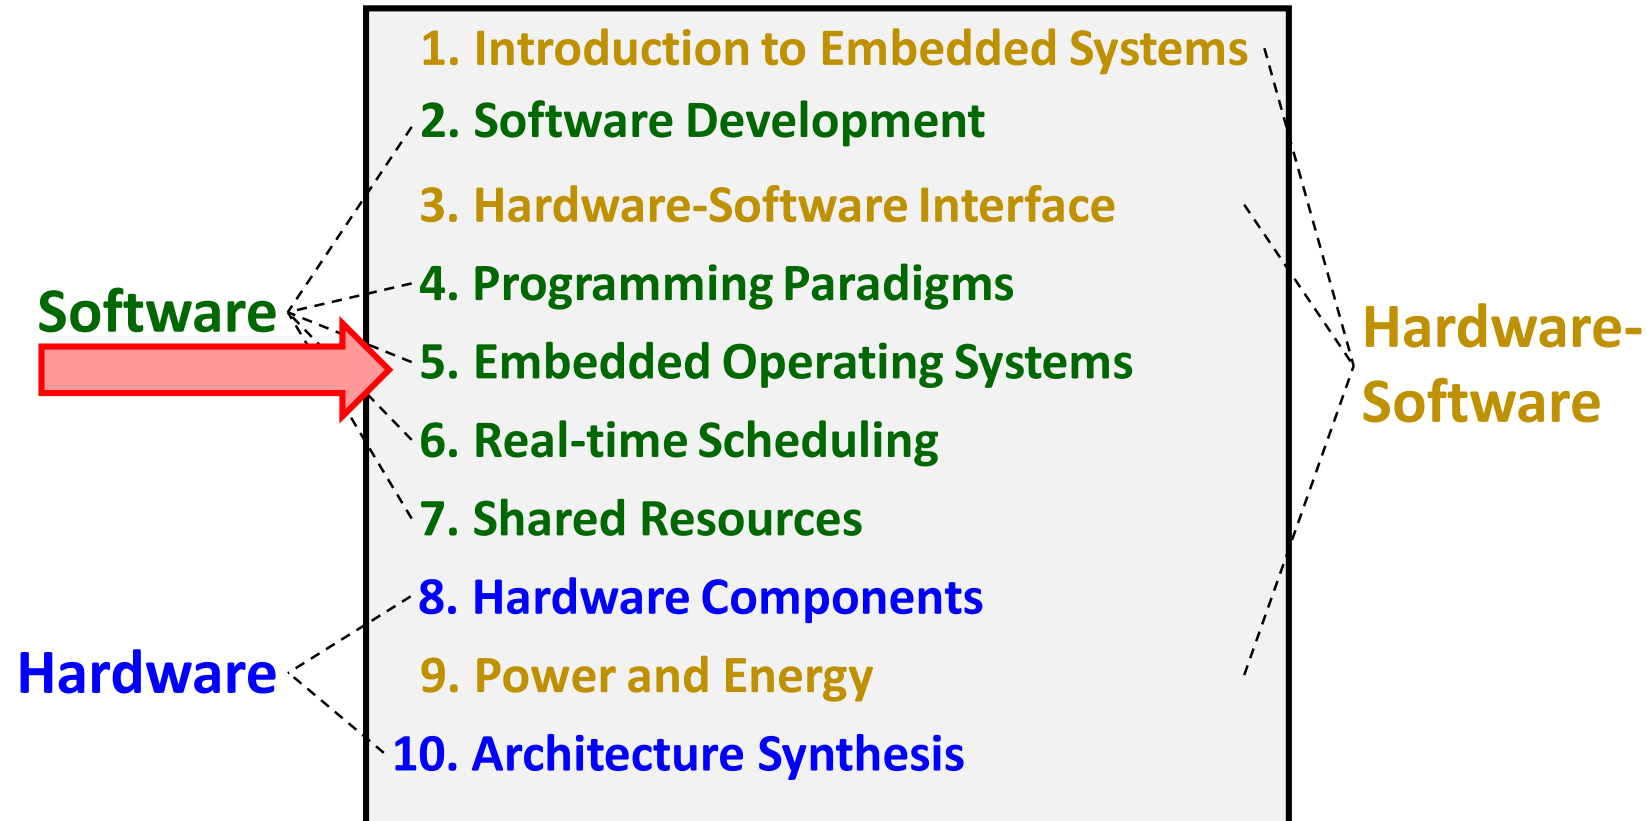 1. Introduction to Embedded Systems
2. Software Development
3. Hardware-Software Interface
4. Programming Paradigms
5. Embedded Operating Systems
6. Real-time Scheduling
7. Shared Resources
8. Hardware Components
9. Power and Energy
10. Architecture Synthesis
Software
Hardware
Hardware-
Software